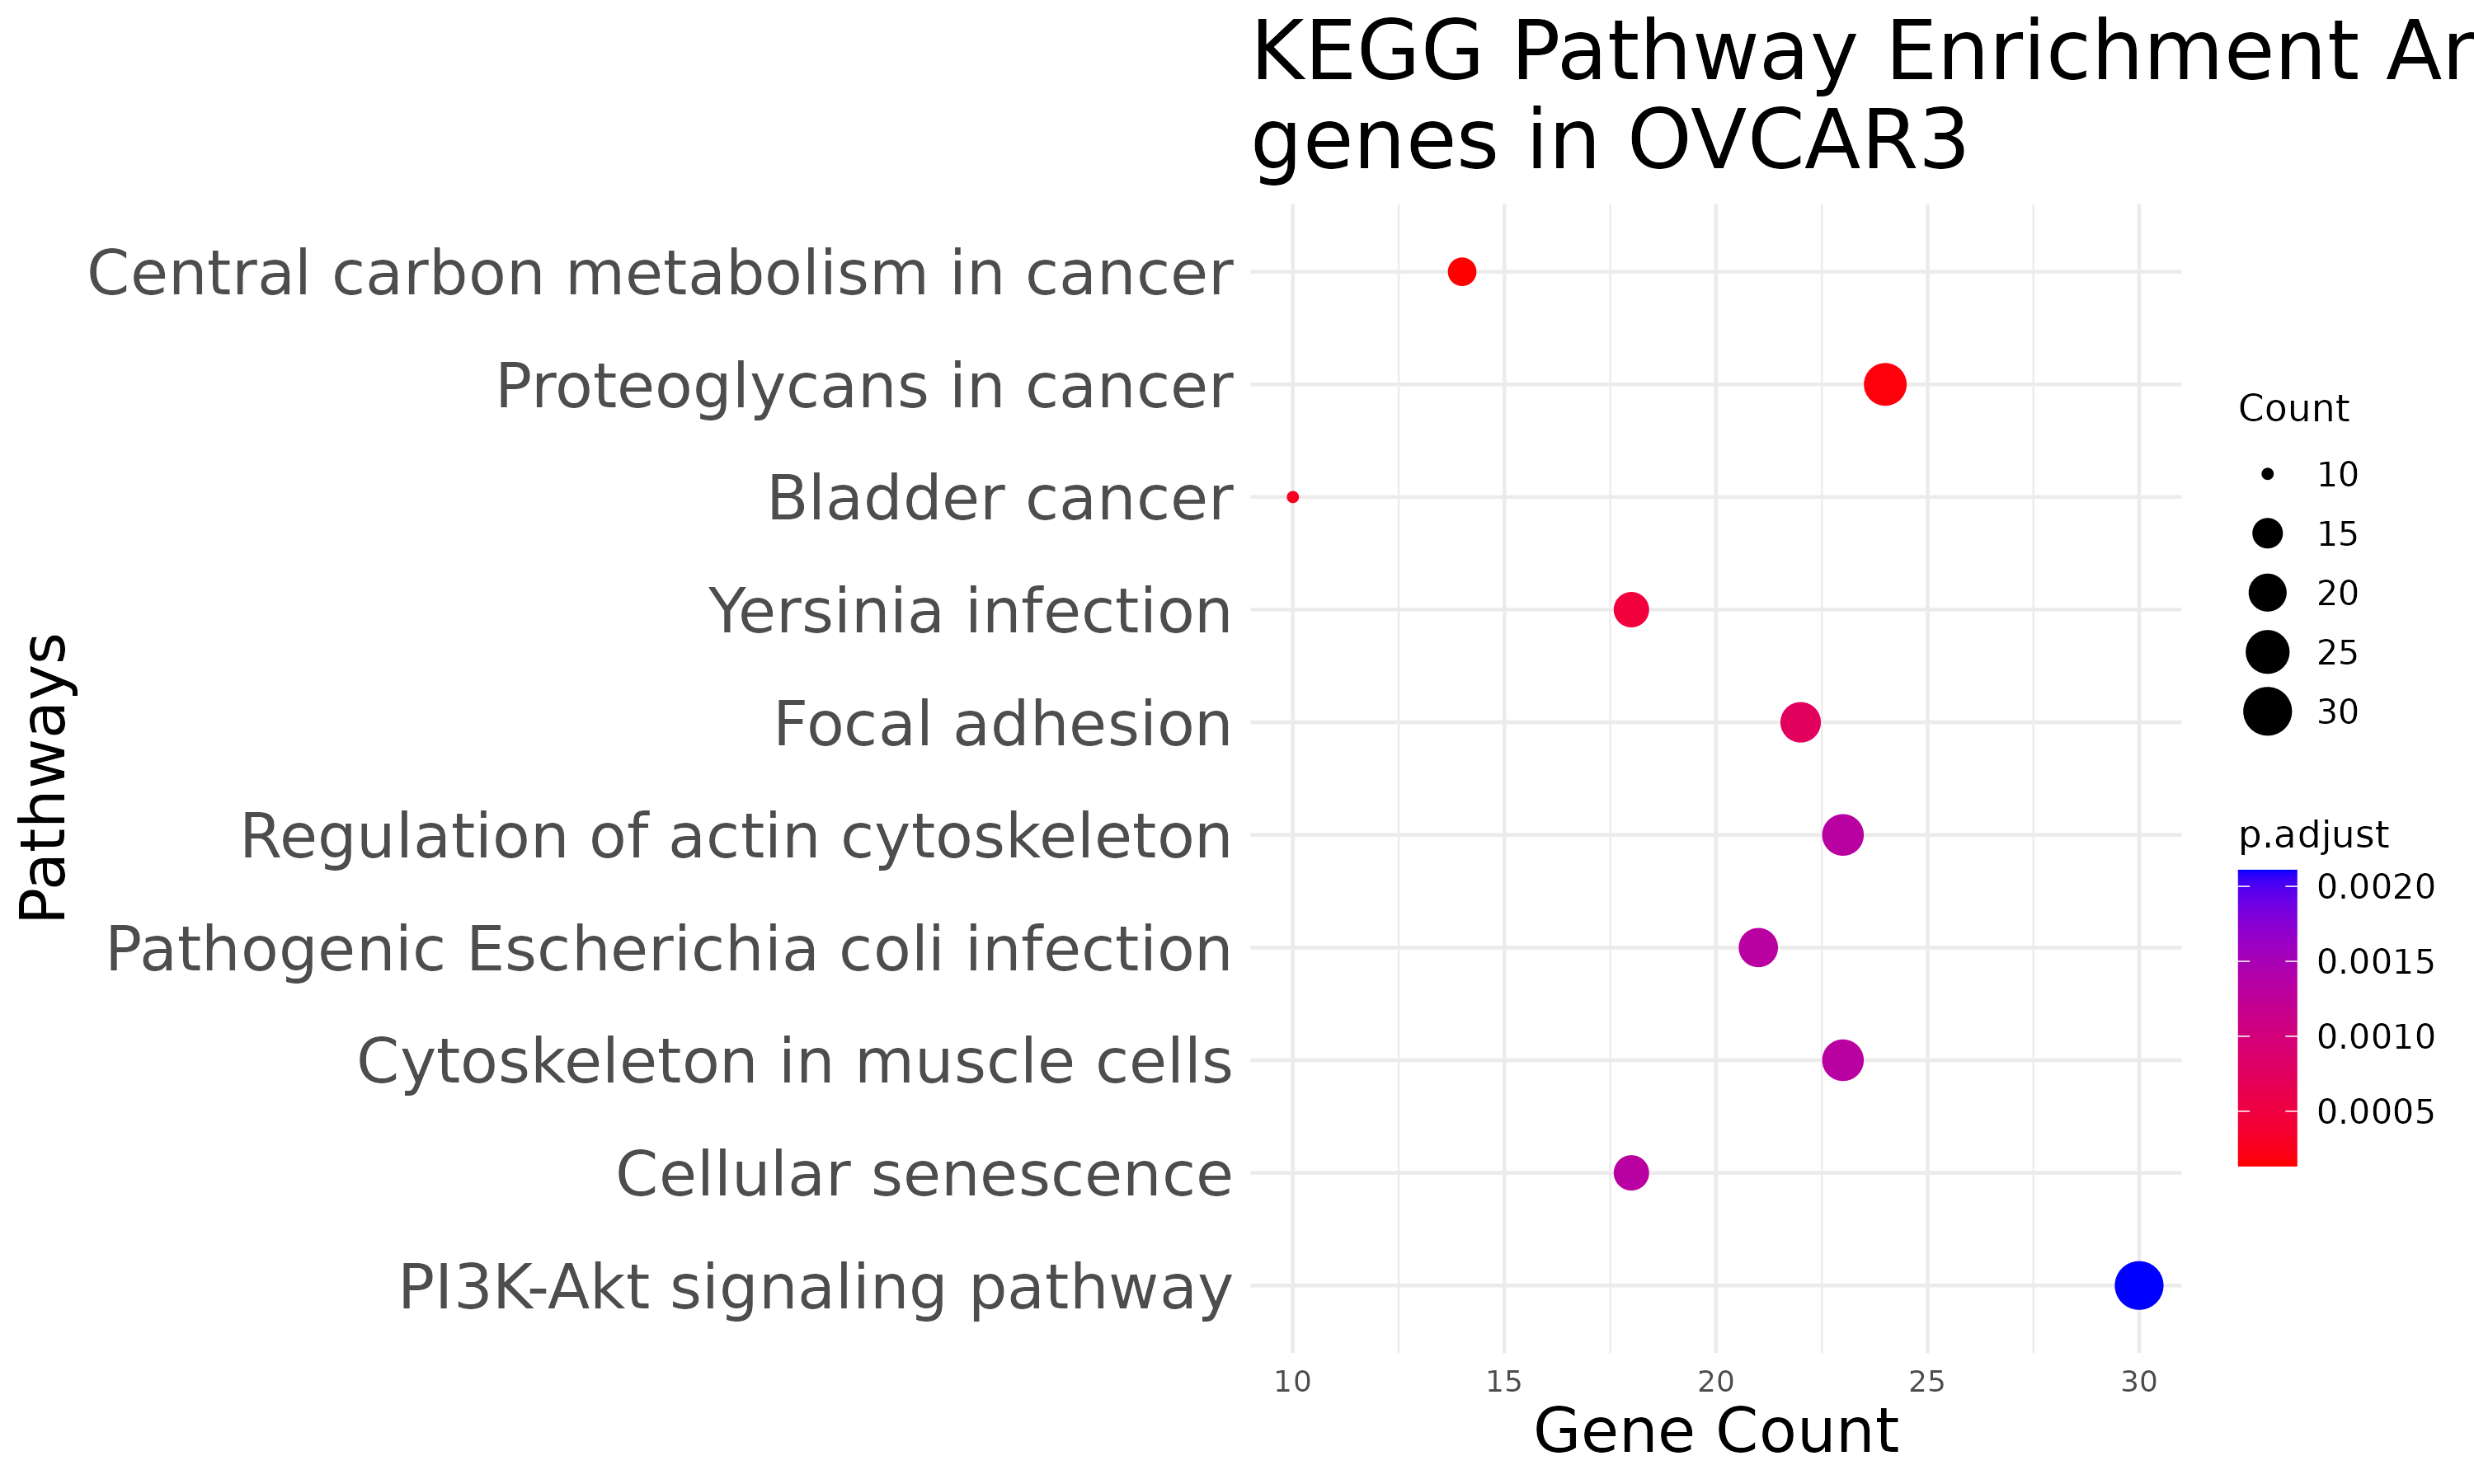 KEGG Pathway Enrichment
genes in OVCAR3
Central carbon metabolism in cancer
Proteoglycans in cancer
Bladder cancer
Yersinia infection
Focal adhesion
Regulation of actin cytoskeleton
Pathogenic Escherichia coli infection
Cytoskeleton in muscle cells
Cellular senescence
PI3K-Akt signaling pathway
Pathways
10 15 20 25 30
Gene Count
Count
10
15
20
25
30
p.adjust
0.0020
0.0015
0.0010
0.0005